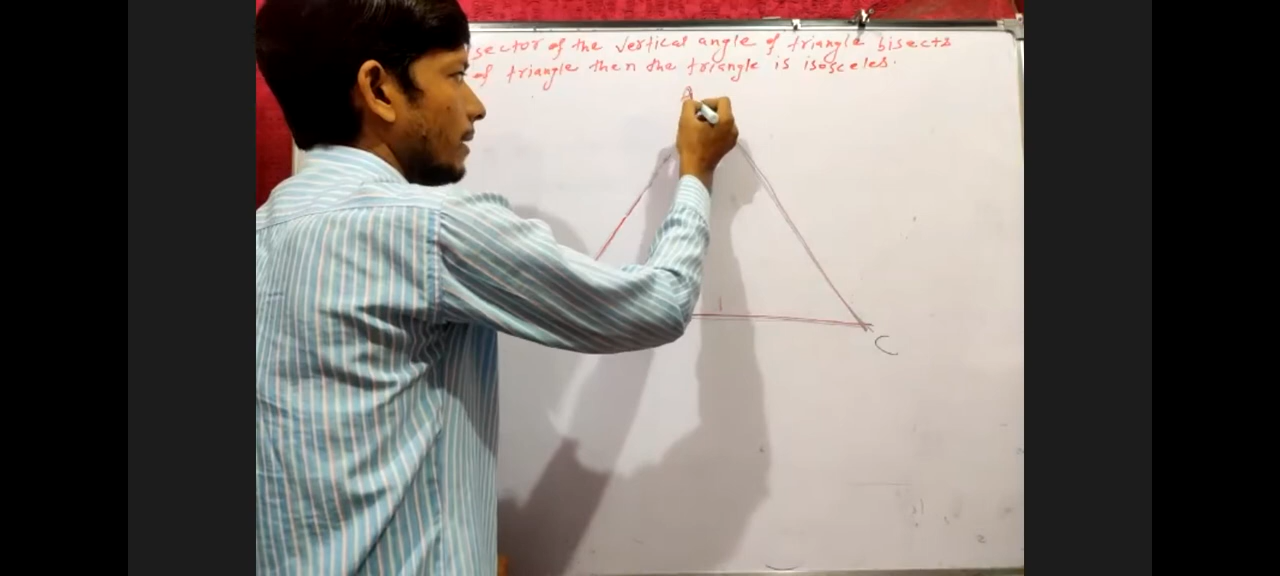 sector of the vertical angle of triangle bisects
of triangle then the triangle is isosceles.
A
C